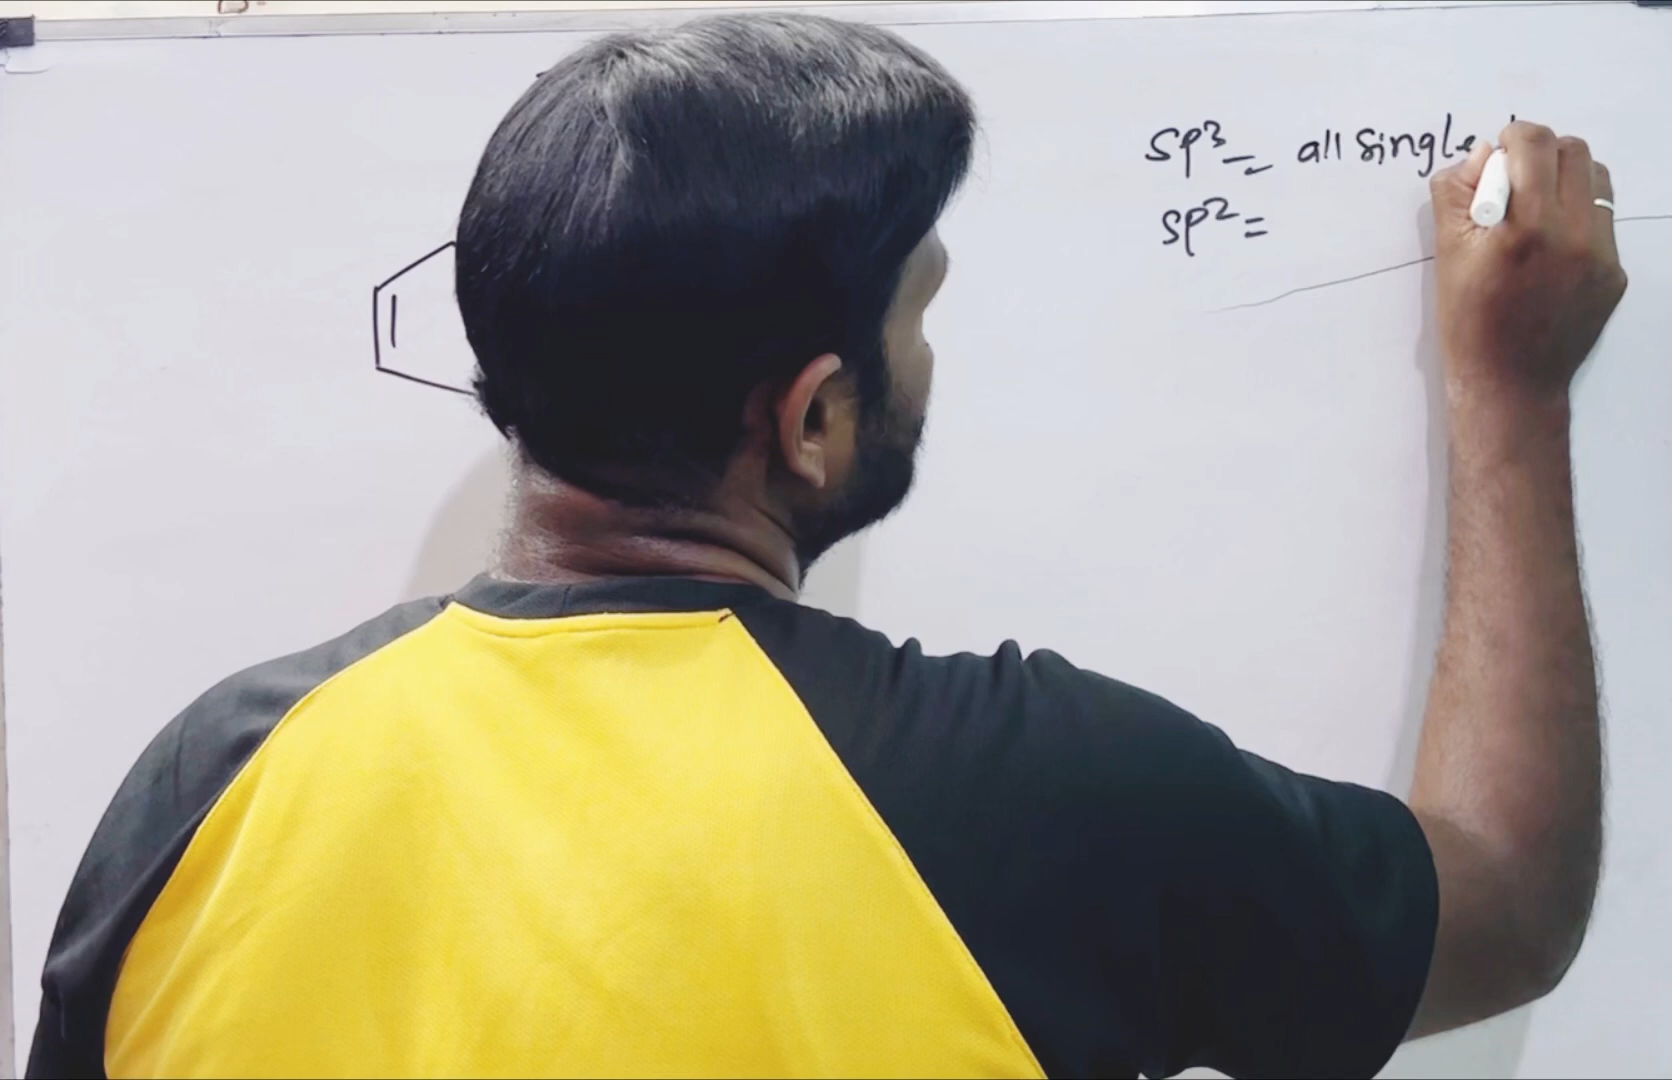 sp³ = all single
sp² =